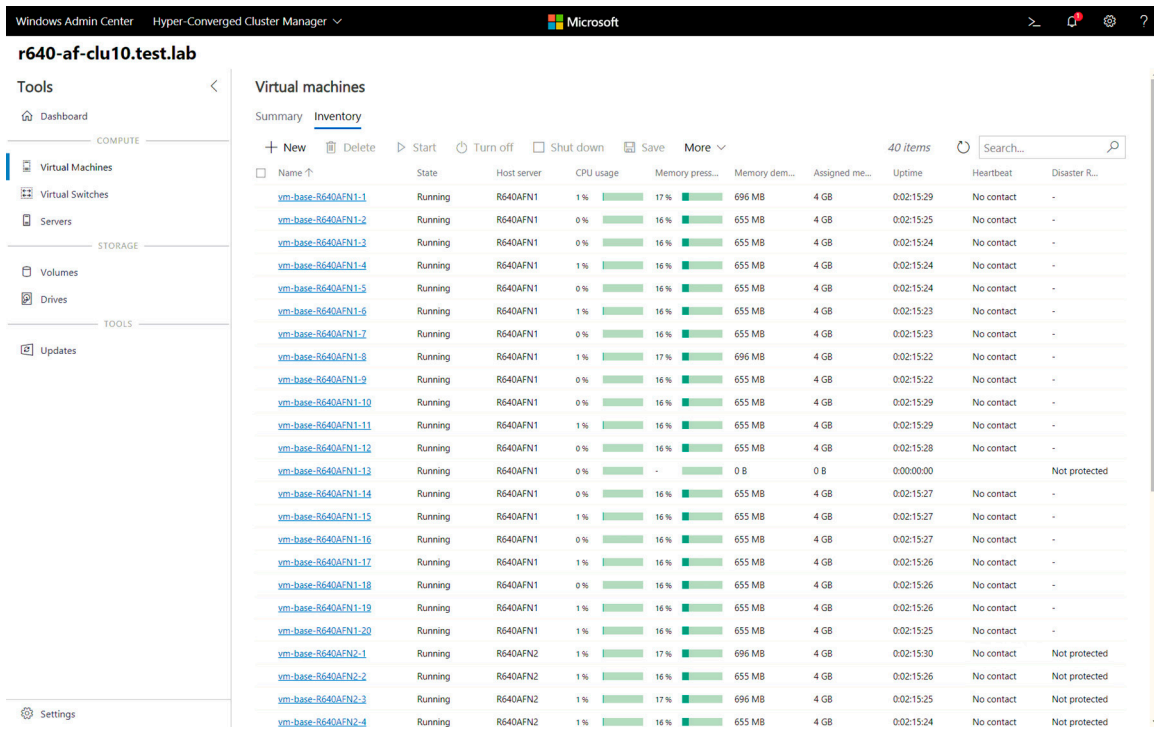 Windows Admin Center Hyper-Converged Cluster Manager Microsoft 1 ?
r640-af-clu10.test.lab
Tools
Dashboard
COMPUTE
Virtual Machines
Virtual Switches
Servers
STORAGE
Volumes
Drives
TOOLS
Updates
Settings
Virtual machines
Summary Inventory
New Delete Start Turn off Shut down Save More 40 items Search...
Name State Host server CPU usage Memory press... Memory dem... Assigned me... Uptime Heartbeat Disaster R...
vm-base-R640AFN1-1 Running R640AFN1 1 % 17 % 696 MB 4 GB 0:02:15:29 No contact -
vm-base-R640AFN1-2 Running R640AFN1 0 % 16 % 655 MB 4 GB 0:02:15:25 No contact -
vm-base-R640AFN1-3 Running R640AFN1 0 % 16 % 655 MB 4 GB 0:02:15:24 No contact -
vm-base-R640AFN1-4 Running R640AFN1 1 % 16 % 655 MB 4 GB 0:02:15:24 No contact -
vm-base-R640AFN1-5 Running R640AFN1 0 % 16 % 655 MB 4 GB 0:02:15:24 No contact -
vm-base-R640AFN1-6 Running R640AFN1 1 % 16 % 655 MB 4 GB 0:02:15:23 No contact -
vm-base-R640AFN1-7 Running R640AFN1 0 % 16 % 655 MB 4 GB 0:02:15:23 No contact -
vm-base-R640AFN1-8 Running R640AFN1 1 % 17 % 696 MB 4 GB 0:02:15:22 No contact -
vm-base-R640AFN1-9 Running R640AFN1 0 % 16 % 655 MB 4 GB 0:02:15:22 No contact -
vm-base-R640AFN1-10 Running R640AFN1 0 % 16 % 655 MB 4 GB 0:02:15:29 No contact -
vm-base-R640AFN1-11 Running R640AFN1 1 % 16 % 655 MB 4 GB 0:02:15:29 No contact -
vm-base-R640AFN1-12 Running R640AFN1 0 % 16 % 655 MB 4 GB 0:02:15:28 No contact -
vm-base-R640AFN1-13 Running R640AFN1 0 % - 0 B 0 B 0:00:00:00 Not protected
vm-base-R640AFN1-14 Running R640AFN1 0 % 16 % 655 MB 4 GB 0:02:15:27 No contact -
vm-base-R640AFN1-15 Running R640AFN1 1 % 16 % 655 MB 4 GB 0:02:15:27 No contact -
vm-base-R640AFN1-16 Running R640AFN1 0 % 16 % 655 MB 4 GB 0:02:15:27 No contact -
vm-base-R640AFN1-17 Running R640AFN1 1 % 16 % 655 MB 4 GB 0:02:15:26 No contact -
vm-base-R640AFN1-18 Running R640AFN1 0 % 16 % 655 MB 4 GB 0:02:15:26 No contact -
vm-base-R640AFN1-19 Running R640AFN1 1 % 16 % 655 MB 4 GB 0:02:15:26 No contact -
vm-base-R640AFN1-20 Running R640AFN1 1 % 16 % 655 MB 4 GB 0:02:15:25 No contact -
vm-base-R640AFN2-1 Running R640AFN2 1 % 17 % 696 MB 4 GB 0:02:15:30 No contact Not protected
vm-base-R640AFN2-2 Running R640AFN2 1 % 16 % 655 MB 4 GB 0:02:15:26 No contact Not protected
vm-base-R640AFN2-3 Running R640AFN2 1 % 17 % 696 MB 4 GB 0:02:15:25 No contact Not protected
vm-base-R640AFN2-4 Running R640AFN2 1 % 16 % 655 MB 4 GB 0:02:15:24 No contact Not protected